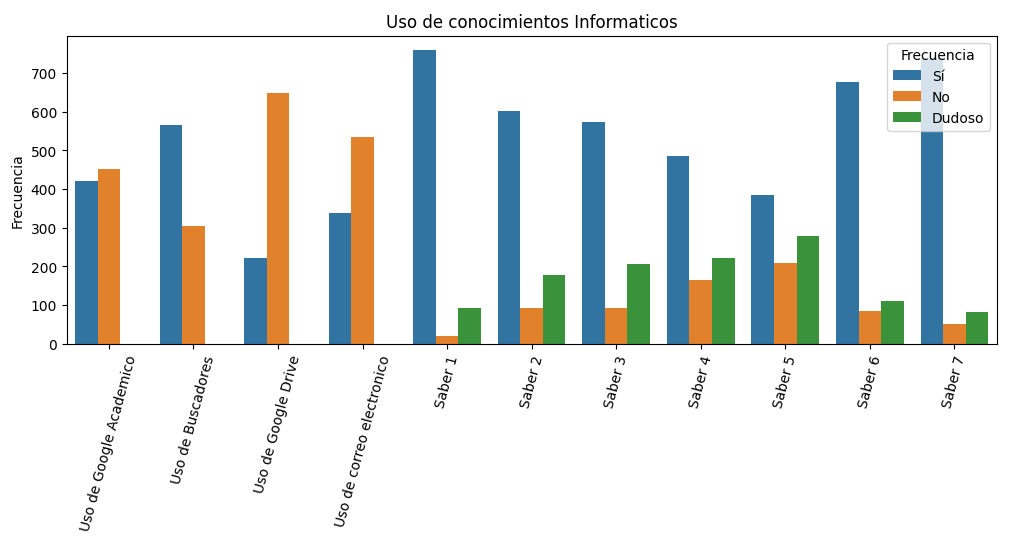 Uso de conocimientos Informaticos
Frecuencia
700
600
500
400
300
200
100
0
Frecuencia
Sí
No
Dudoso
Uso de Google Academico
Uso de Buscadores
Uso de Google Drive
Uso de correo electronico
Saber 1
Saber 2
Saber 3
Saber 4
Saber 5
Saber 6
Saber 7